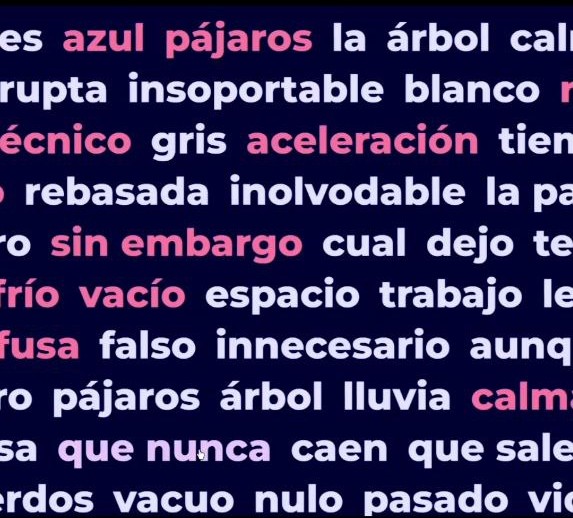 es azul pájaros la árbol cal
rupta insoportable blanco
écnico gris aceleración tien
rebasada inolvodable la pa
ro sin embargo cual dejo te
frío vacío espacio trabajo le
fusa falso innecesario aunq
ro pájaros árbol lluvia calma
sa que nunca caen que sale
erdos vacuo nulo pasado vid